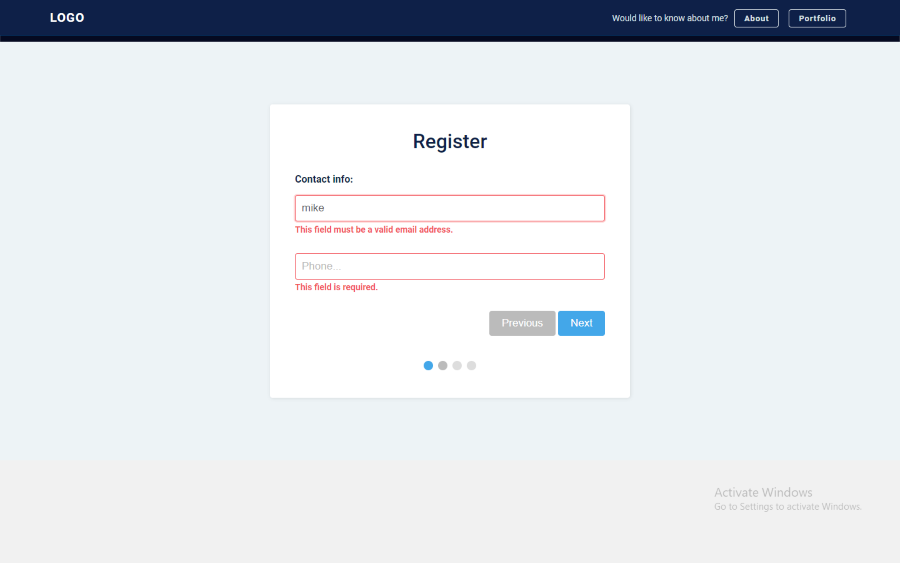 LOGO
Would like to know about me? About Portfolio
Register
Contact info:
mike
This field must be a valid email address.
Phone...
This field is required.
Previous Next
Activate Windows
Go to Settings to activate Windows.